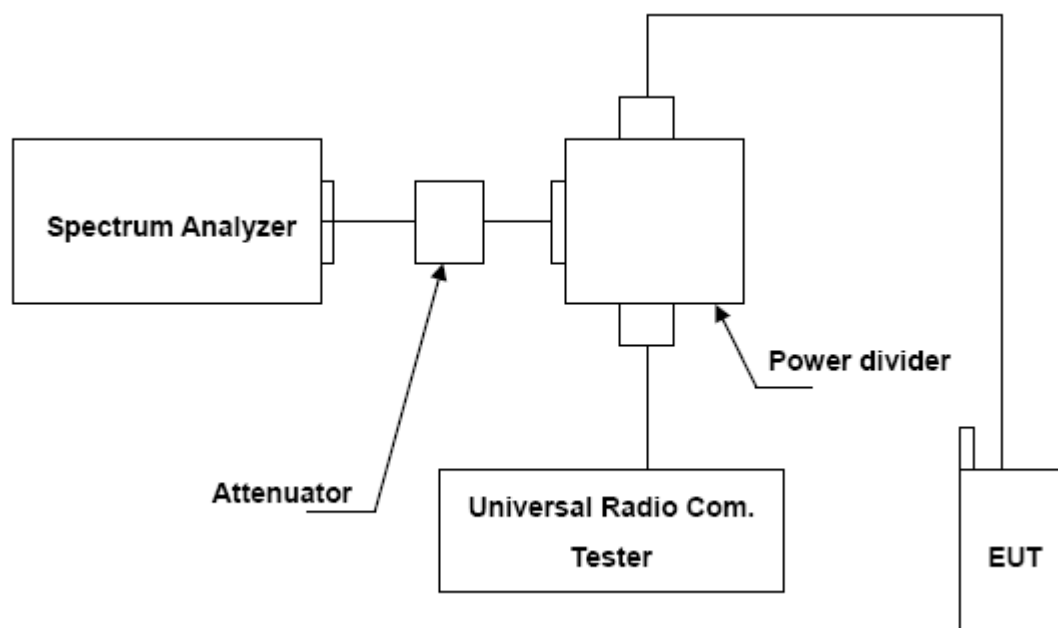 Spectrum Analyzer
Power divider
Attenuator
Universal Radio Com.
Tester
EUT